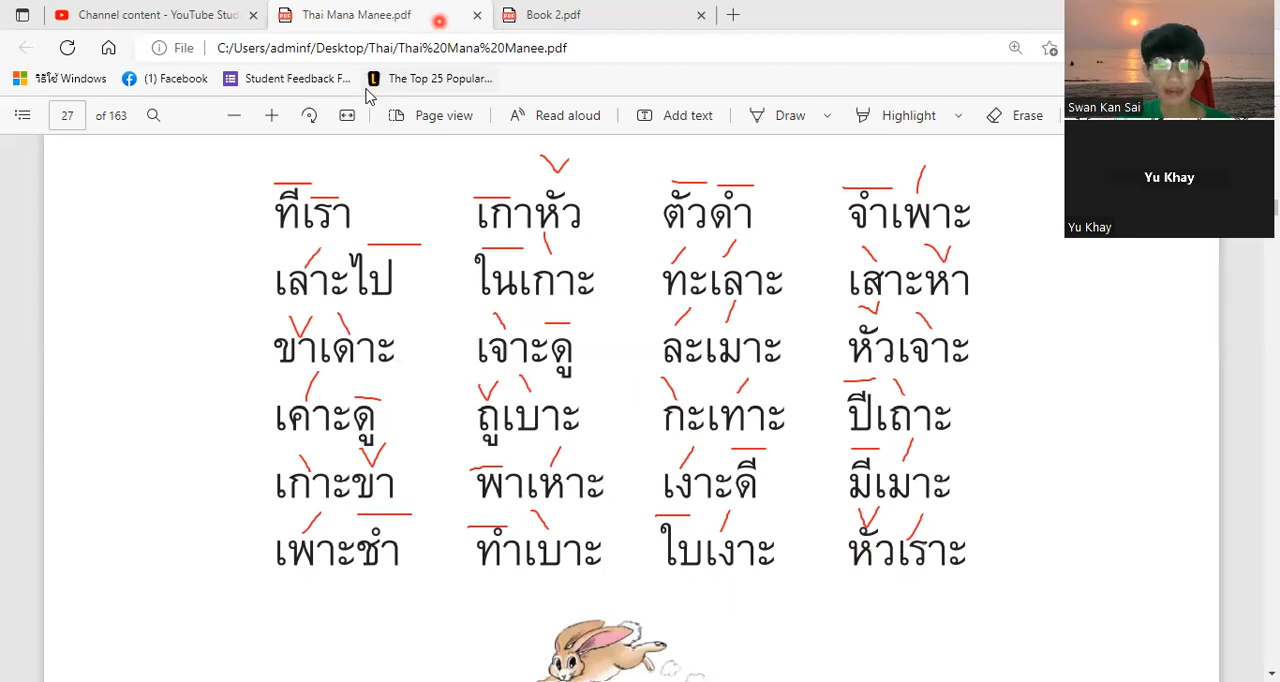 Channel content - YouTube Stud
Thai Mana Manee.pdf
Book 2.pdf
File C:/Users/adminf/Desktop/Thai/Thai%20Mana%20Manee.pdf
วิธีใช้ Windows (1) Facebook Student Feedback F... The Top 25 Popular...
27 of 163 Page view Read aloud Add text Draw Highlight Erase
Swan Kan Sai
Yu Khay
Yu Khay
ทีเรา เกาหัว ตัวดำ จำเพาะ
เลาะไป ในเกาะ ทะเลาะ เสาะหา
ขาเดาะ เจาะดู ละเมาะ หัวเจาะ
เคาะดู ถูเบาะ กะเทาะ ปีเถาะ
เกาะขา พาเหาะ เงาะดี มีเมาะ
เพาะชำ ทำเบาะ ใบเงาะ หัวเราะ